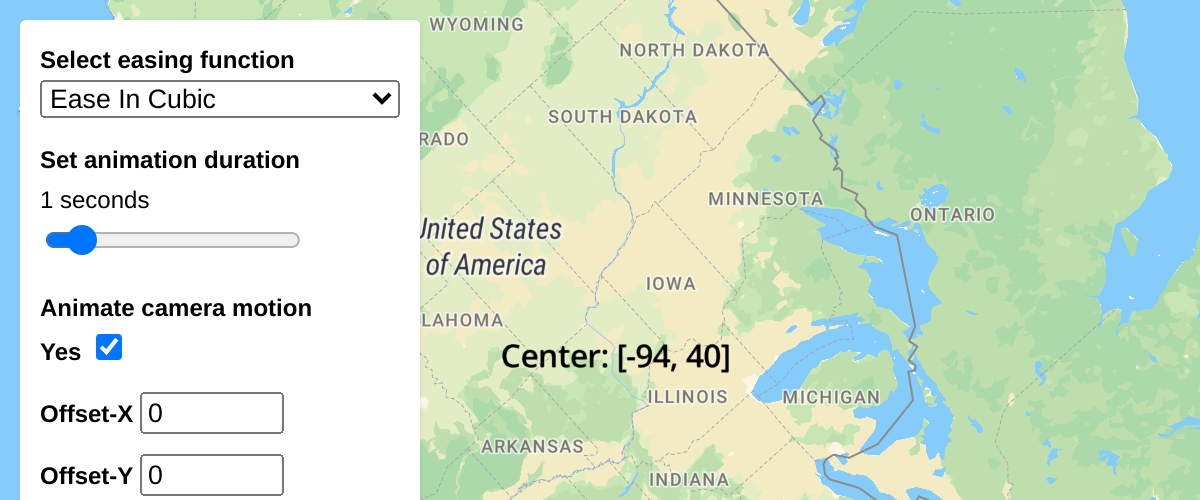 Select easing function
Ease In Cubic
Set animation duration
1 seconds
Animate camera motion
Yes
Offset-X 0
Offset-Y 0
WYOMING
NORTH DAKOTA
SOUTH DAKOTA
RADO
MINNESOTA
ONTARIO
United States
of America
IOWA
LAHOMA
Center: [-94, 40]
ILLINOIS
MICHIGAN
ARKANSAS
INDIANA